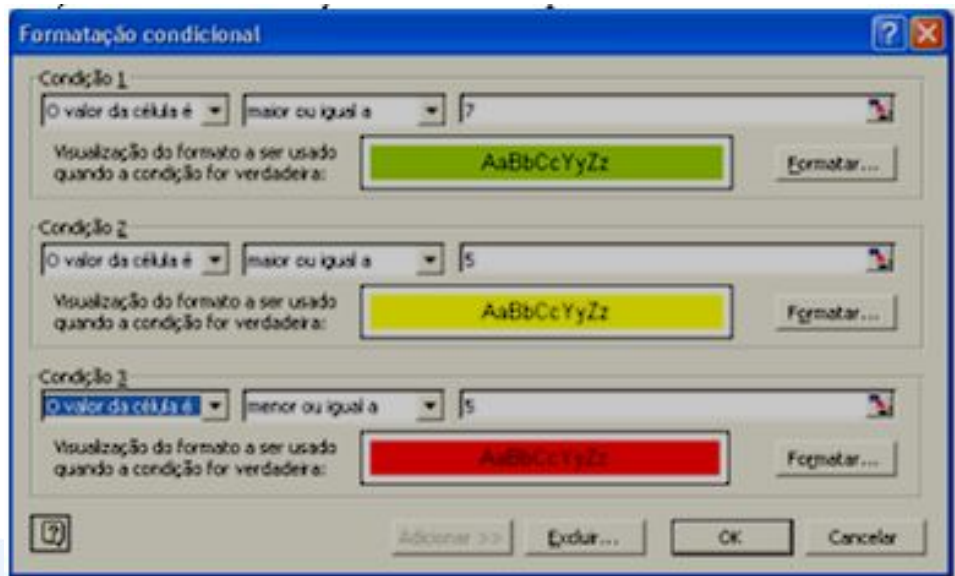 Formatação condicional
Condição 1
O valor da célula é maior ou igual a 7
Visualização do formato a ser usado
quando a condição for verdadeira:
AaBbCcYyZz
Formatar...
Condição 2
O valor da célula é maior ou igual a 5
Visualização do formato a ser usado
quando a condição for verdadeira:
AaBbCcYyZz
Formatar...
Condição 3
O valor da célula é menor ou igual a 5
Visualização do formato a ser usado
quando a condição for verdadeira:
AaBbCcYyZz
Formatar...
Adicionar >> Excluir... OK Cancelar